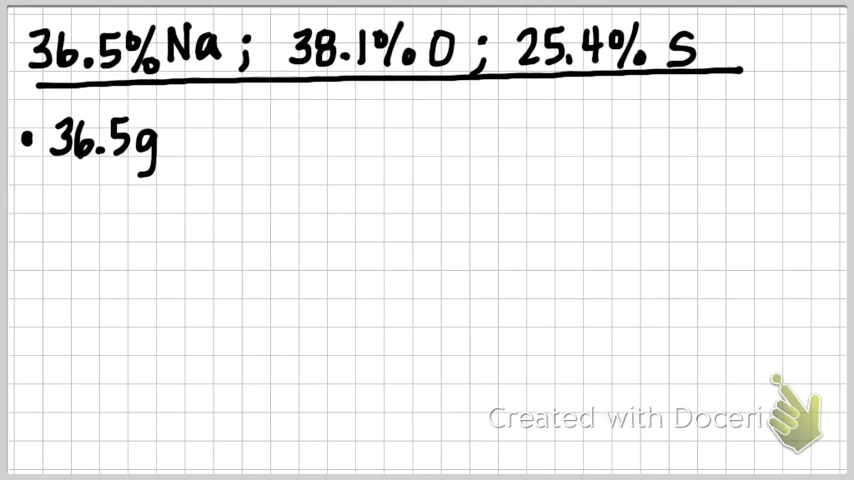 36.5% Na ; 38.1% O ; 25.4% S
• 36.5g
Created with Doceri